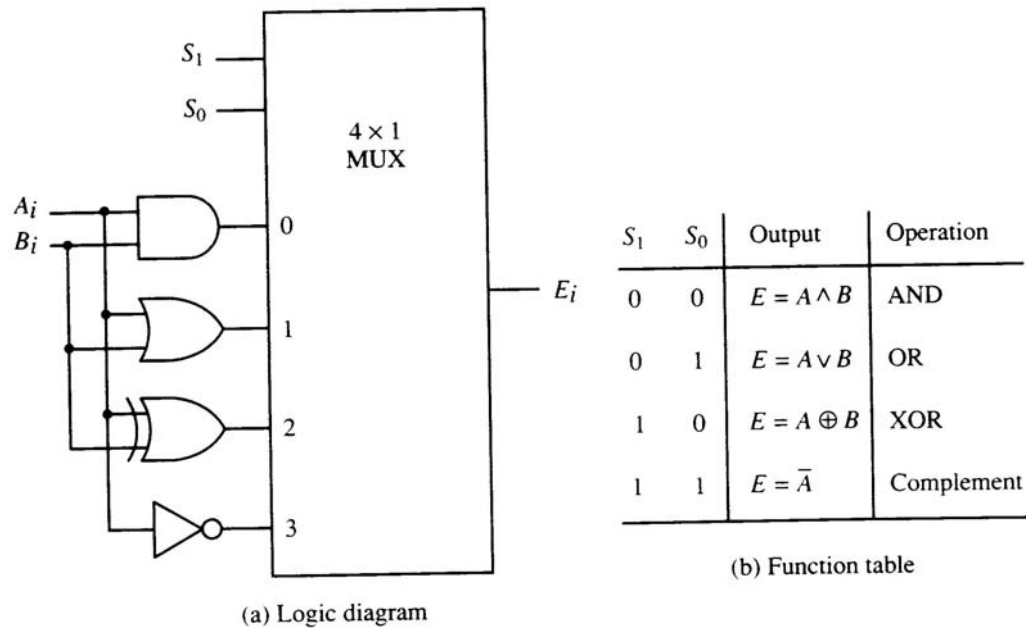 S₁
S₀
4 × 1
MUX
Aᵢ
Bᵢ
0
1
2
3
Eᵢ
(a) Logic diagram
S₁ S₀ Output Operation
0 0 E = A ∧ B AND
0 1 E = A ∨ B OR
1 0 E = A ⊕ B XOR
1 1 E = A̅ Complement
(b) Function table